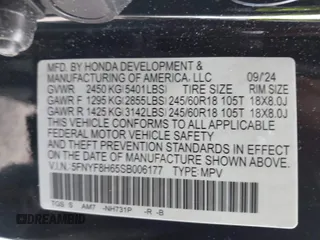 MFD. BY HONDA DEVELOPMENT &
MANUFACTURING OF AMERICA, LLC 09/24
GVWR 2450 KG(5401LBS) TIRE SIZE RIM SIZE
GAWR F 1295 KG(2855LBS) 245/60R18 105T 18X8.0J
GAWR R 1425 KG(3142LBS) 245/60R18 105T 18X8.0J
THIS VEHICLE CONFORMS TO ALL APPLICABLE
FEDERAL MOTOR VEHICLE SAFETY AND THEFT
PREVENTION STANDARDS IN EFFECT ON THE DATE
OF MANUFACTURE SHOWN ABOVE.
V.I.N. 5FNYF8H65SB006177 TYPE: MPV
TGS S AM7 -NH731P -R -B
DREAMBID